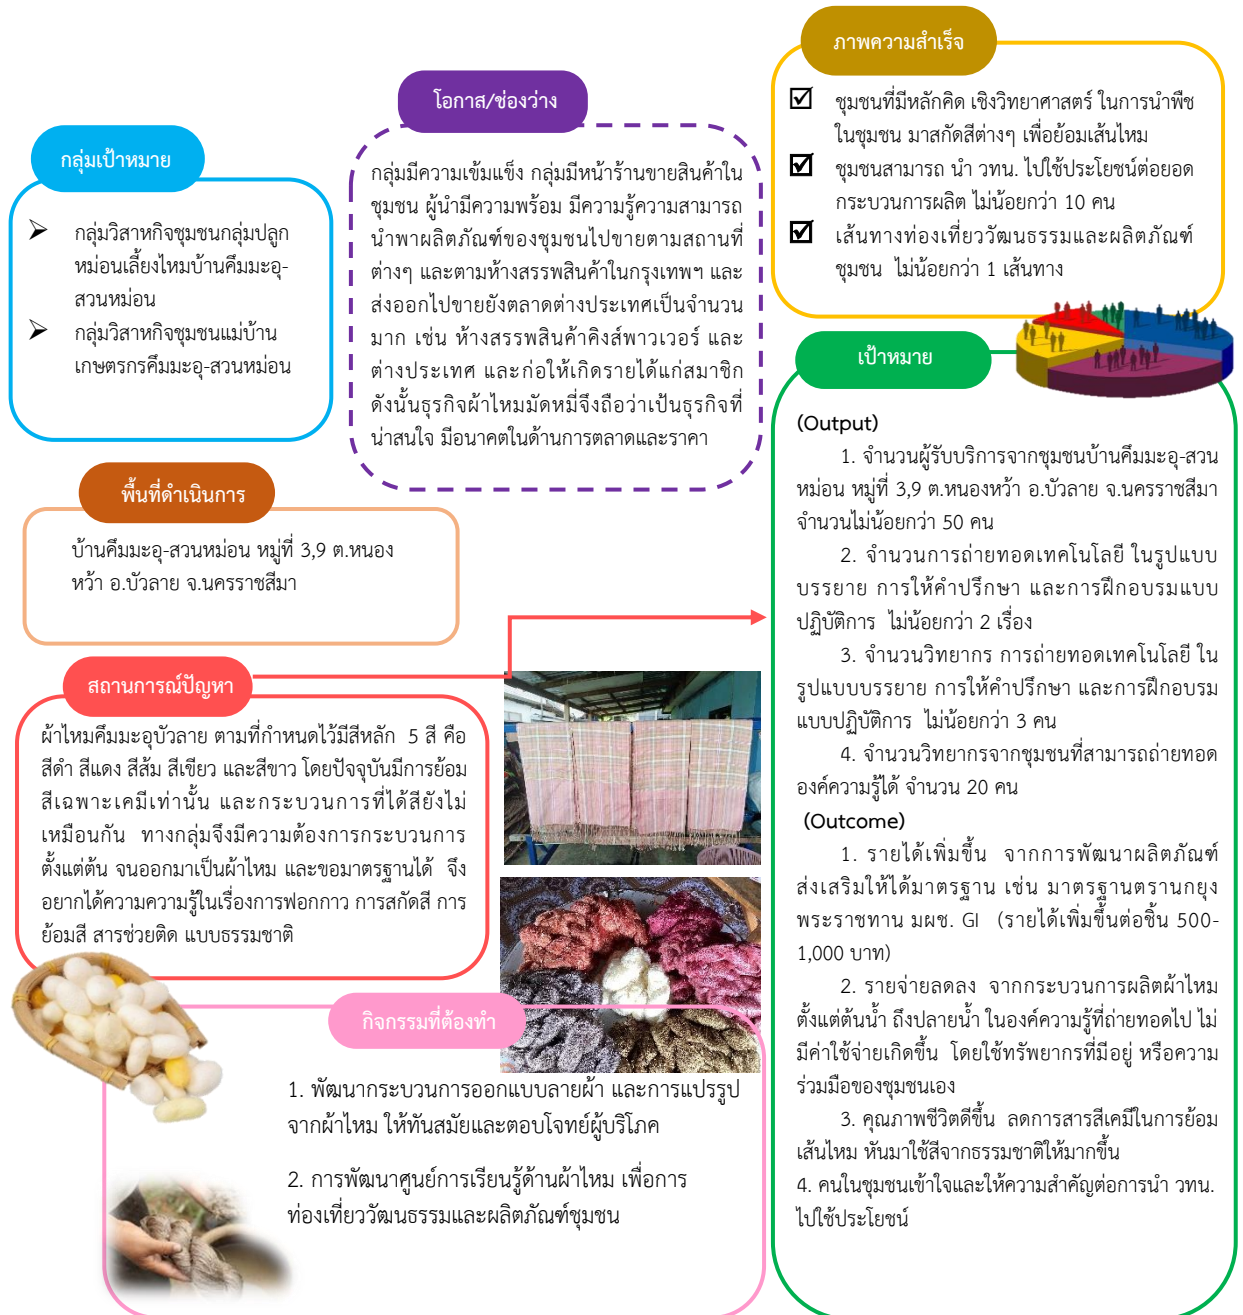 ภาพความสำเร็จ
ชุมชนที่มีหลักคิด เชิงวิทยาศาสตร์ ในการนำพืช
ในชุมชน มาสกัดสีต่างๆ เพื่อย้อมเส้นไหม
ชุมชนสามารถ นำ วทน. ไปใช้ประโยชน์ต่อยอด
กระบวนการผลิต ไม่น้อยกว่า 10 คน
เส้นทางท่องเที่ยววัฒนธรรมและผลิตภัณฑ์
ชุมชน ไม่น้อยกว่า 1 เส้นทาง
โอกาส/ช่องว่าง
กลุ่มมีความเข้มแข็ง กลุ่มมีหน้าร้านขายสินค้าใน
ชุมชน ผู้นำมีความพร้อม มีความรู้ความสามารถ
นำพาผลิตภัณฑ์ของชุมชนไปขายตามสถานที่
ต่างๆ และตามห้างสรรพสินค้าในกรุงเทพฯ และ
ส่งออกไปขายยังตลาดต่างประเทศเป็นจำนวน
มาก เช่น ห้างสรรพสินค้าคิงส์พาวเวอร์ และ
ต่างประเทศ และก่อให้เกิดรายได้แก่สมาชิก
ดังนั้นธุรกิจผ้าไหมมัดหมี่จึงถือว่าเป็นธุรกิจที่
น่าสนใจ มีอนาคตในด้านการตลาดและราคา
กลุ่มเป้าหมาย
กลุ่มวิสาหกิจชุมชนกลุ่มปลูก
หม่อนเลี้ยงไหมบ้านคึมมะอุ-
สวนหม่อน
กลุ่มวิสาหกิจชุมชนแม่บ้าน
เกษตรกรคึมมะอุ-สวนหม่อน
พื้นที่ดำเนินการ
บ้านคึมมะอุ-สวนหม่อน หมู่ที่ 3,9 ต.หนอง
หว้า อ.บัวลาย จ.นครราชสีมา
สถานการณ์ปัญหา
ผ้าไหมคึมมะอุบัวลาย ตามที่กำหนดไว้มีสีหลัก 5 สี คือ
สีดำ สีแดง สีส้ม สีเขียว และสีขาว โดยปัจจุบันมีการย้อม
สีเฉพาะเคมีเท่านั้น และกระบวนการที่ได้สียังไม่
เหมือนกัน ทางกลุ่มจึงมีความต้องการกระบวนการ
ตั้งแต่ต้น จนออกมาเป็นผ้าไหม และขอมาตรฐานได้ จึง
อยากได้ความความรู้ในเรื่องการฟอกกาว การสกัดสี การ
ย้อมสี สารช่วยติด แบบธรรมชาติ
กิจกรรมที่ต้องทำ
1. พัฒนากระบวนการออกแบบลายผ้า และการแปรรูป
จากผ้าไหม ให้ทันสมัยและตอบโจทย์ผู้บริโภค
2. การพัฒนาศูนย์การเรียนรู้ด้านผ้าไหม เพื่อการ
ท่องเที่ยววัฒนธรรมและผลิตภัณฑ์ชุมชน
เป้าหมาย
(Output)
1. จำนวนผู้รับบริการจากชุมชนบ้านคึมมะอุ-สวน
หม่อน หมู่ที่ 3,9 ต.หนองหว้า อ.บัวลาย จ.นครราชสีมา
จำนวนไม่น้อยกว่า 50 คน
2. จำนวนการถ่ายทอดเทคโนโลยี ในรูปแบบ
บรรยาย การให้คำปรึกษา และการฝึกอบรมแบบ
ปฏิบัติการ ไม่น้อยกว่า 2 เรื่อง
3. จำนวนวิทยากร การถ่ายทอดเทคโนโลยี ใน
รูปแบบบรรยาย การให้คำปรึกษา และการฝึกอบรม
แบบปฏิบัติการ ไม่น้อยกว่า 3 คน
4. จำนวนวิทยากรจากชุมชนที่สามารถถ่ายทอด
องค์ความรู้ได้ จำนวน 20 คน
(Outcome)
1. รายได้เพิ่มขึ้น จากการพัฒนาผลิตภัณฑ์
ส่งเสริมให้ได้มาตรฐาน เช่น มาตรฐานตรานกยุง
พระราชทาน มผช. GI (รายได้เพิ่มขึ้นต่อชิ้น 500-
1,000 บาท)
2. รายจ่ายลดลง จากกระบวนการผลิตผ้าไหม
ตั้งแต่ต้นน้ำ ถึงปลายน้ำ ในองค์ความรู้ที่ถ่ายทอดไป ไม่
มีค่าใช้จ่ายเกิดขึ้น โดยใช้ทรัพยากรที่มีอยู่ หรือความ
ร่วมมือของชุมชนเอง
3. คุณภาพชีวิตดีขึ้น ลดการสารสีเคมีในการย้อม
เส้นไหม หันมาใช้สีจากธรรมชาติให้มากขึ้น
4. คนในชุมชนเข้าใจและให้ความสำคัญต่อการนำ วทน.
ไปใช้ประโยชน์